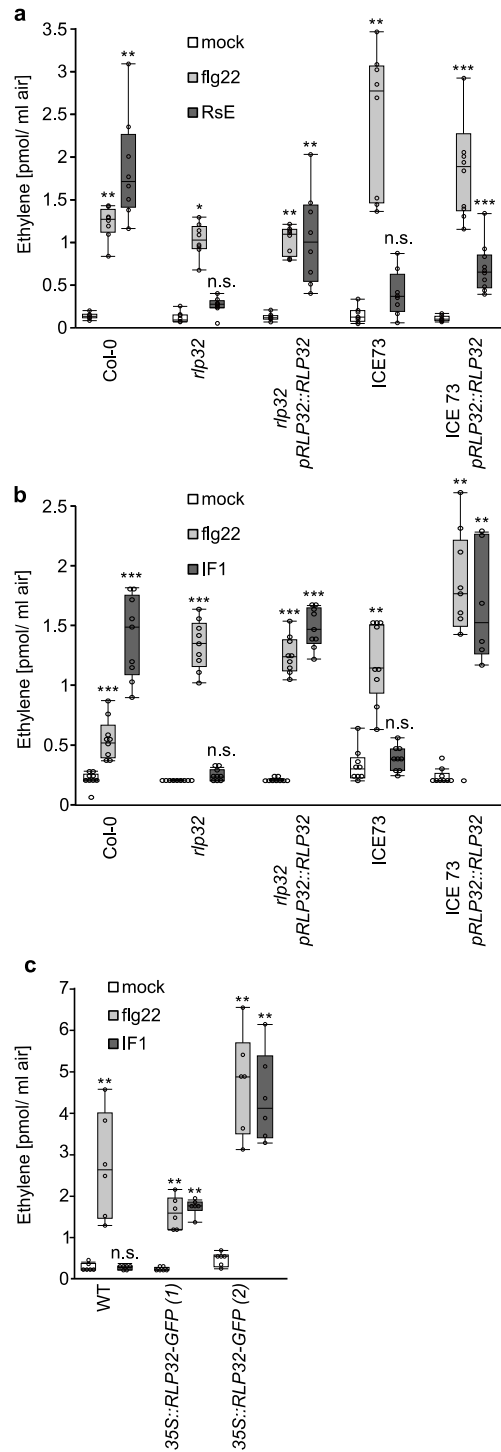 a
mock
flg22
RsE
Ethylene [pmol/ ml air]
3.5
3
2.5
2
1.5
1
0.5
0
** ** ** * n.s. ** ** ** n.s. *** ***
Col-0
rlp32
rlp32
pRLP32::RLP32
ICE73
ICE 73
pRLP32::RLP32
b
mock
flg22
IF1
Ethylene [pmol/ ml air]
2.5
2
1.5
1
0.5
0
*** *** *** n.s. *** *** ** n.s. ** **
Col-0
rlp32
rlp32
pRLP32::RLP32
ICE73
ICE 73
pRLP32::RLP32
c
mock
flg22
IF1
Ethylene [pmol/ ml air]
7
6
5
4
3
2
1
0
** n.s. ** ** ** **
WT
35S::RLP32-GFP (1)
35S::RLP32-GFP (2)